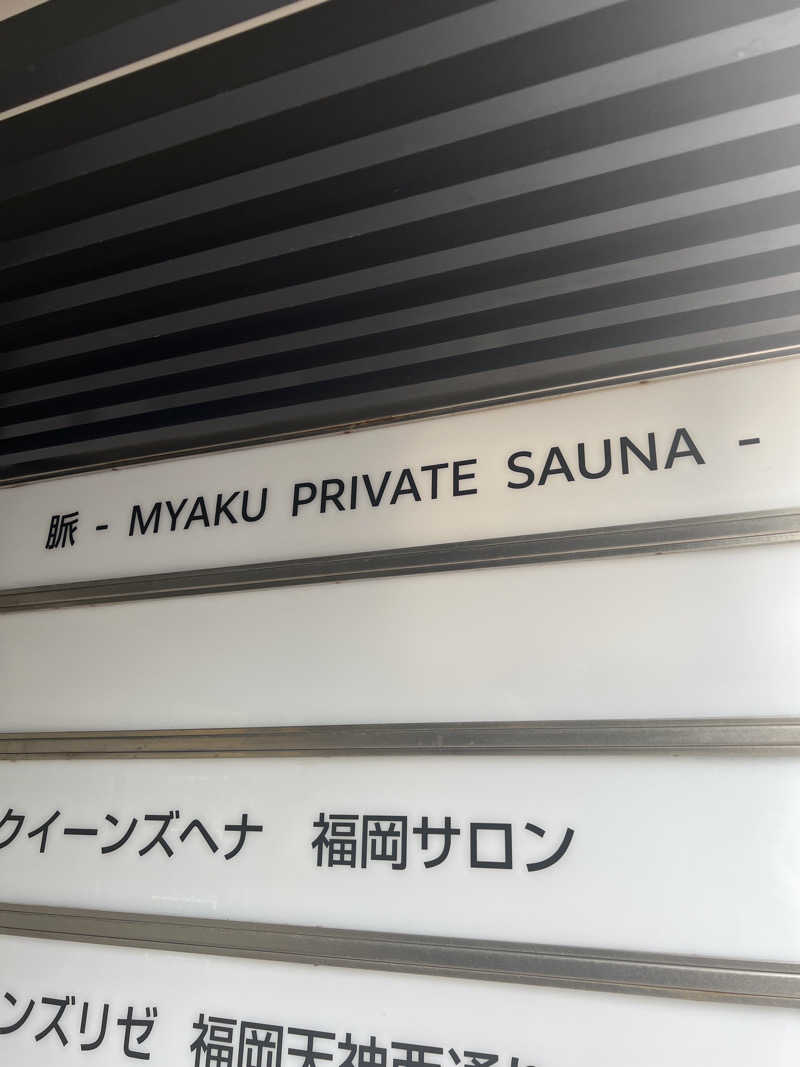 脈 - MYAKU PRIVATE SAUNA -
クイーンズヘナ 福岡サロン
ンズリゼ 福岡天神西通り